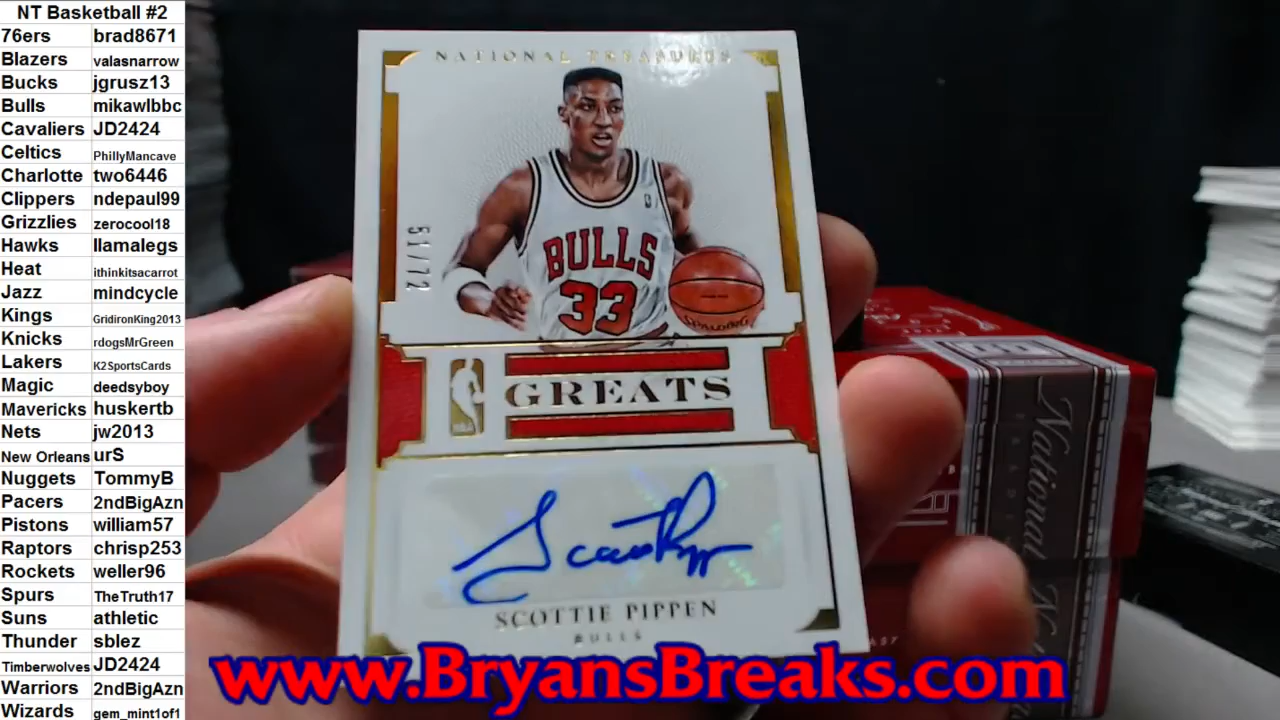 NT Basketball #2
76ers brad8671
Blazers valasnarrow
Bucks jgrusz13
Bulls mikawlbbc
Cavaliers JD2424
Celtics PhillyMancave
Charlotte two6446
Clippers ndepaul99
Grizzlies zerocool18
Hawks llamalegs
Heat ithinkitsacarrot
Jazz mindcycle
Kings GridironKing2013
Knicks rdogsMrGreen
Lakers K2SportsCards
Magic deedsyboy
Mavericks huskertb
Nets jw2013
New Orleans urS
Nuggets TommyB
Pacers 2ndBigAzn
Pistons william57
Raptors chrisp253
Rockets weller96
Spurs TheTruth17
Suns athletic
Thunder sblez
Timberwolves JD2424
Warriors 2ndBigAzn
Wizards gem_mint1of1
NATIONAL TREASURES
51/72
BULLS
33
SPALDING
NBA
GREATS
SCOTTIE PIPPEN
BULLS
National
www.BryansBreaks.com